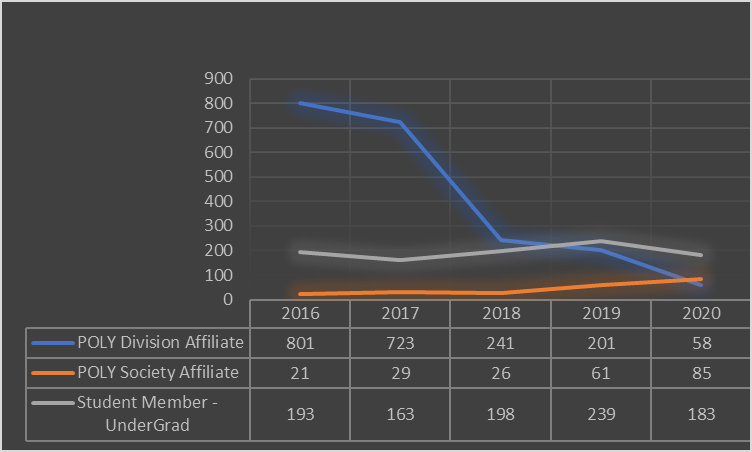 900
800
700
600
500
400
300
200
100
0
2016 2017 2018 2019 2020
POLY Division Affiliate 801 723 241 201 58
POLY Society Affiliate 21 29 26 61 85
Student Member -
UnderGrad 193 163 198 239 183